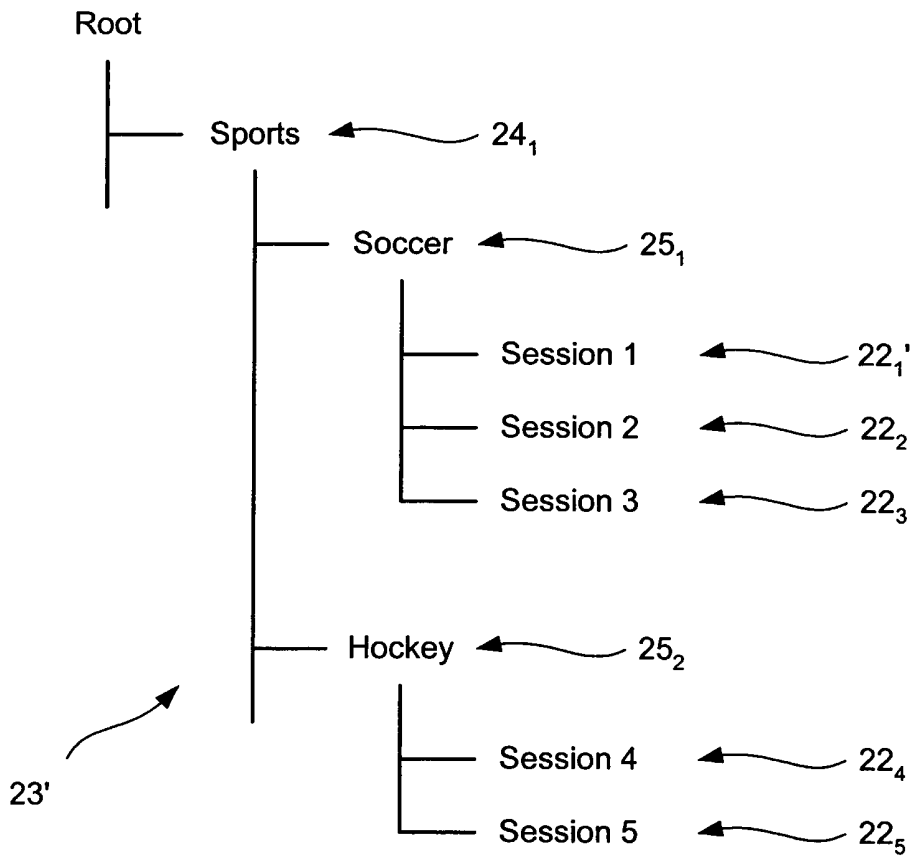 Root
Sports 24₁
Soccer 25₁
Session 1 22₁'
Session 2 22₂
Session 3 22₃
Hockey 25₂
Session 4 22₄
23'
Session 5 22₅